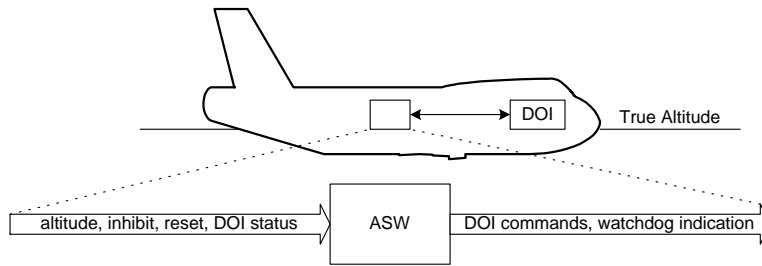 DOI
True Altitude
altitude, inhibit, reset, DOI status
ASW
DOI commands, watchdog indication